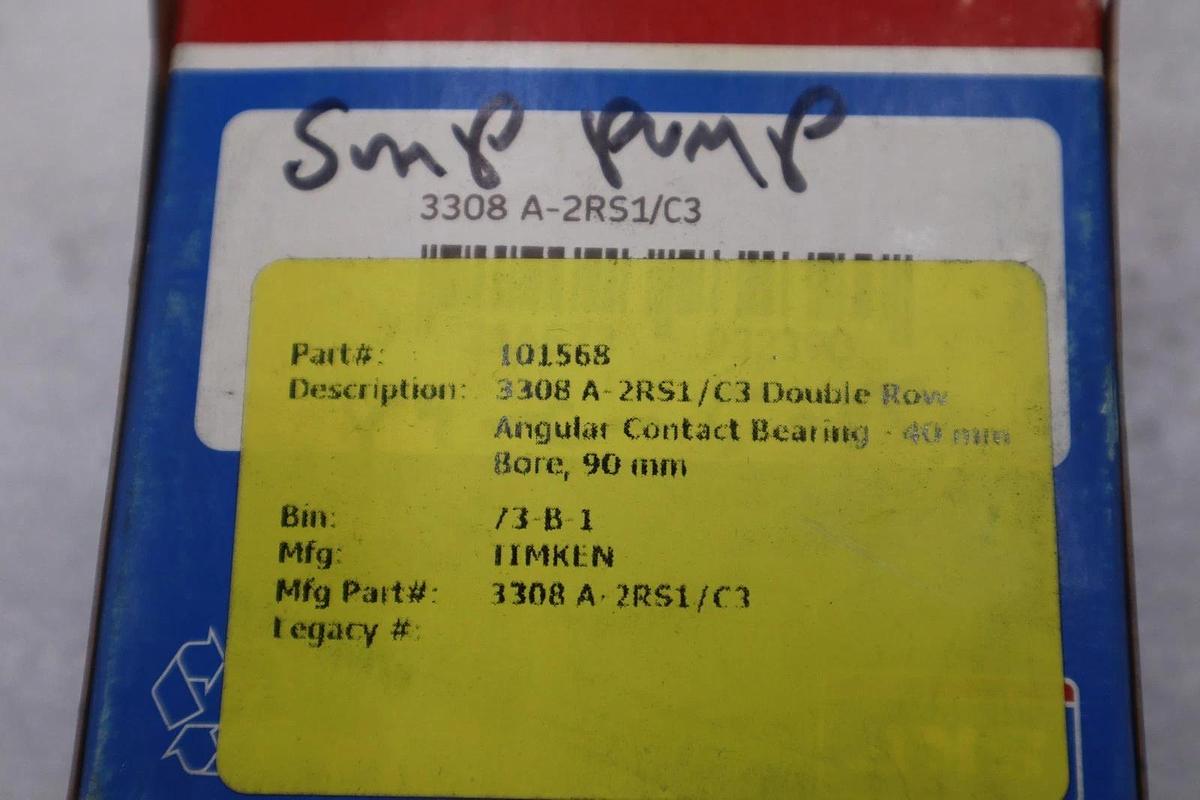 Sump Pump
3308 A-2RS1/C3
Part#: 101568
Description: 3308 A-2RS1/C3 Double Row
Angular Contact Bearing - 40 mm
Bore, 90 mm
Bin: 73-B-1
Mfg: TIMKEN
Mfg Part#: 3308 A-2RS1/C3
Legacy #: